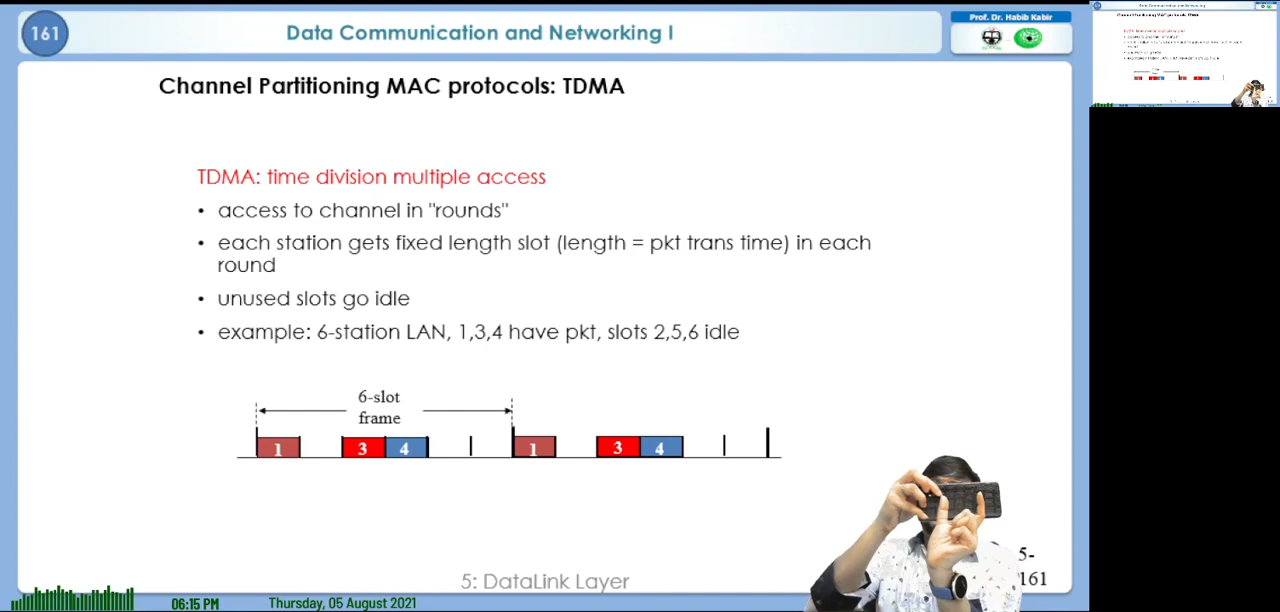 161
Data Communication and Networking I
Prof. Dr. Habib Kabir
Channel Partitioning MAC protocols: TDMA
TDMA: time division multiple access
• access to channel in "rounds"
• each station gets fixed length slot (length = pkt trans time) in each
round
• unused slots go idle
• example: 6-station LAN, 1,3,4 have pkt, slots 2,5,6 idle
6-slot
frame
1 3 4 1 3 4
5-
161
5: DataLink Layer
06:15 PM Thursday, 05 August 2021